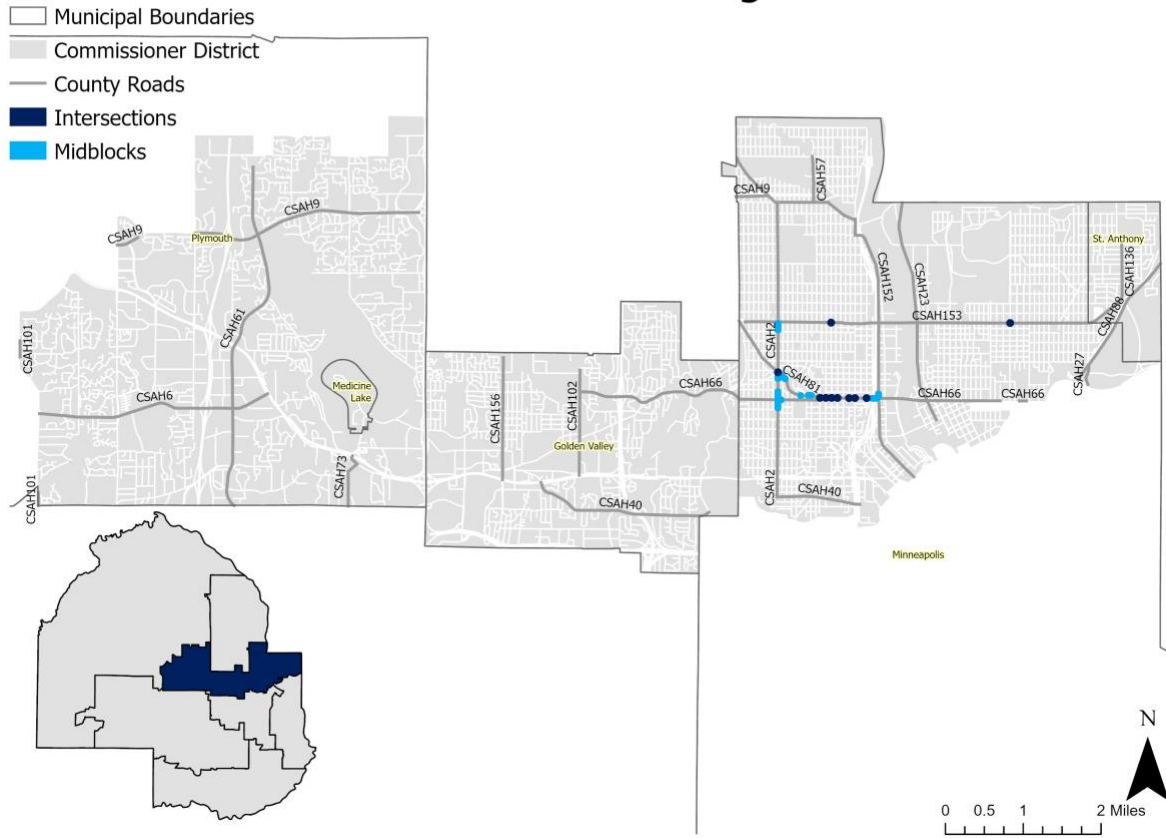 Municipal Boundaries
Commissioner District
County Roads
Intersections
Midblocks
CSAH57
CSAH9
CSAH9
CSAH9
Plymouth
St. Anthony
CSAH136
CSAH152
CSAH23
CSAH153
CSAH88
CSAH101
CSAH61
CSAH2
CSAH81
CSAH27
Medicine
Lake
CSAH6
CSAH156
CSAH102
CSAH66
CSAH66
CSAH66
Golden Valley
CSAH101
CSAH73
CSAH40
CSAH2
CSAH40
Minneapolis
N
0 0.5 1 2 Miles